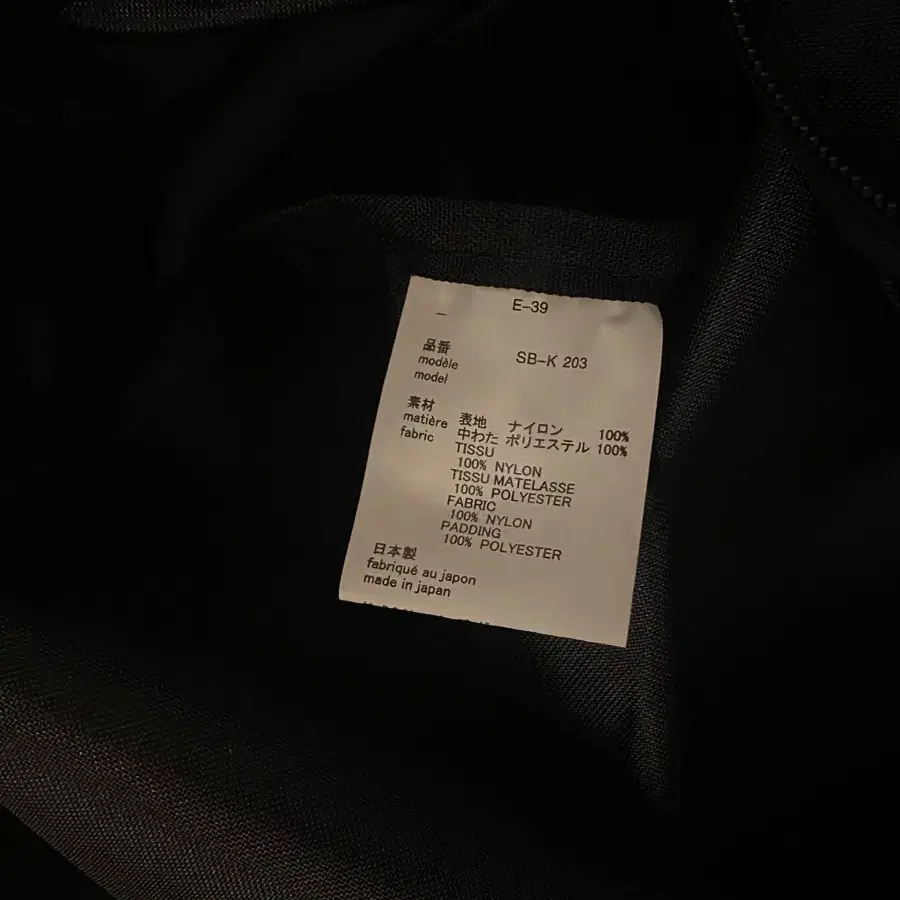 E-39
品番
modèle
model
SB-K 203
素材
matière
fabric
表地 ナイロン 100%
中わた ポリエステル 100%
TISSU
100% NYLON
TISSU MATELASSE
100% POLYESTER
FABRIC
100% NYLON
PADDING
100% POLYESTER
日本製
fabriqué au japon
made in japan